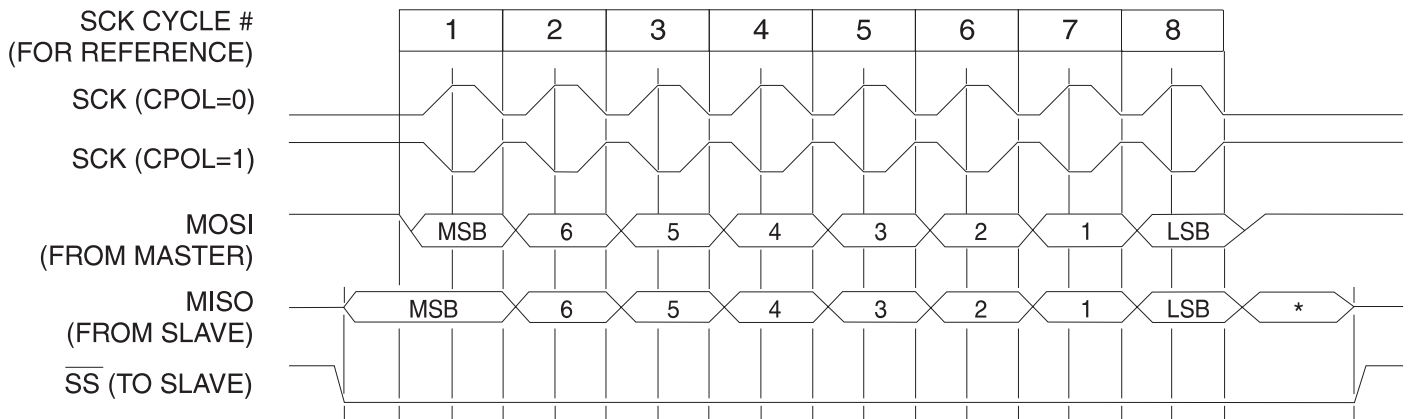 SCK CYCLE # 1 2 3 4 5 6 7 8
(FOR REFERENCE)
SCK (CPOL=0)
SCK (CPOL=1)
MOSI MSB 6 5 4 3 2 1 LSB
(FROM MASTER)
MISO MSB 6 5 4 3 2 1 LSB *
(FROM SLAVE)
SS (TO SLAVE)